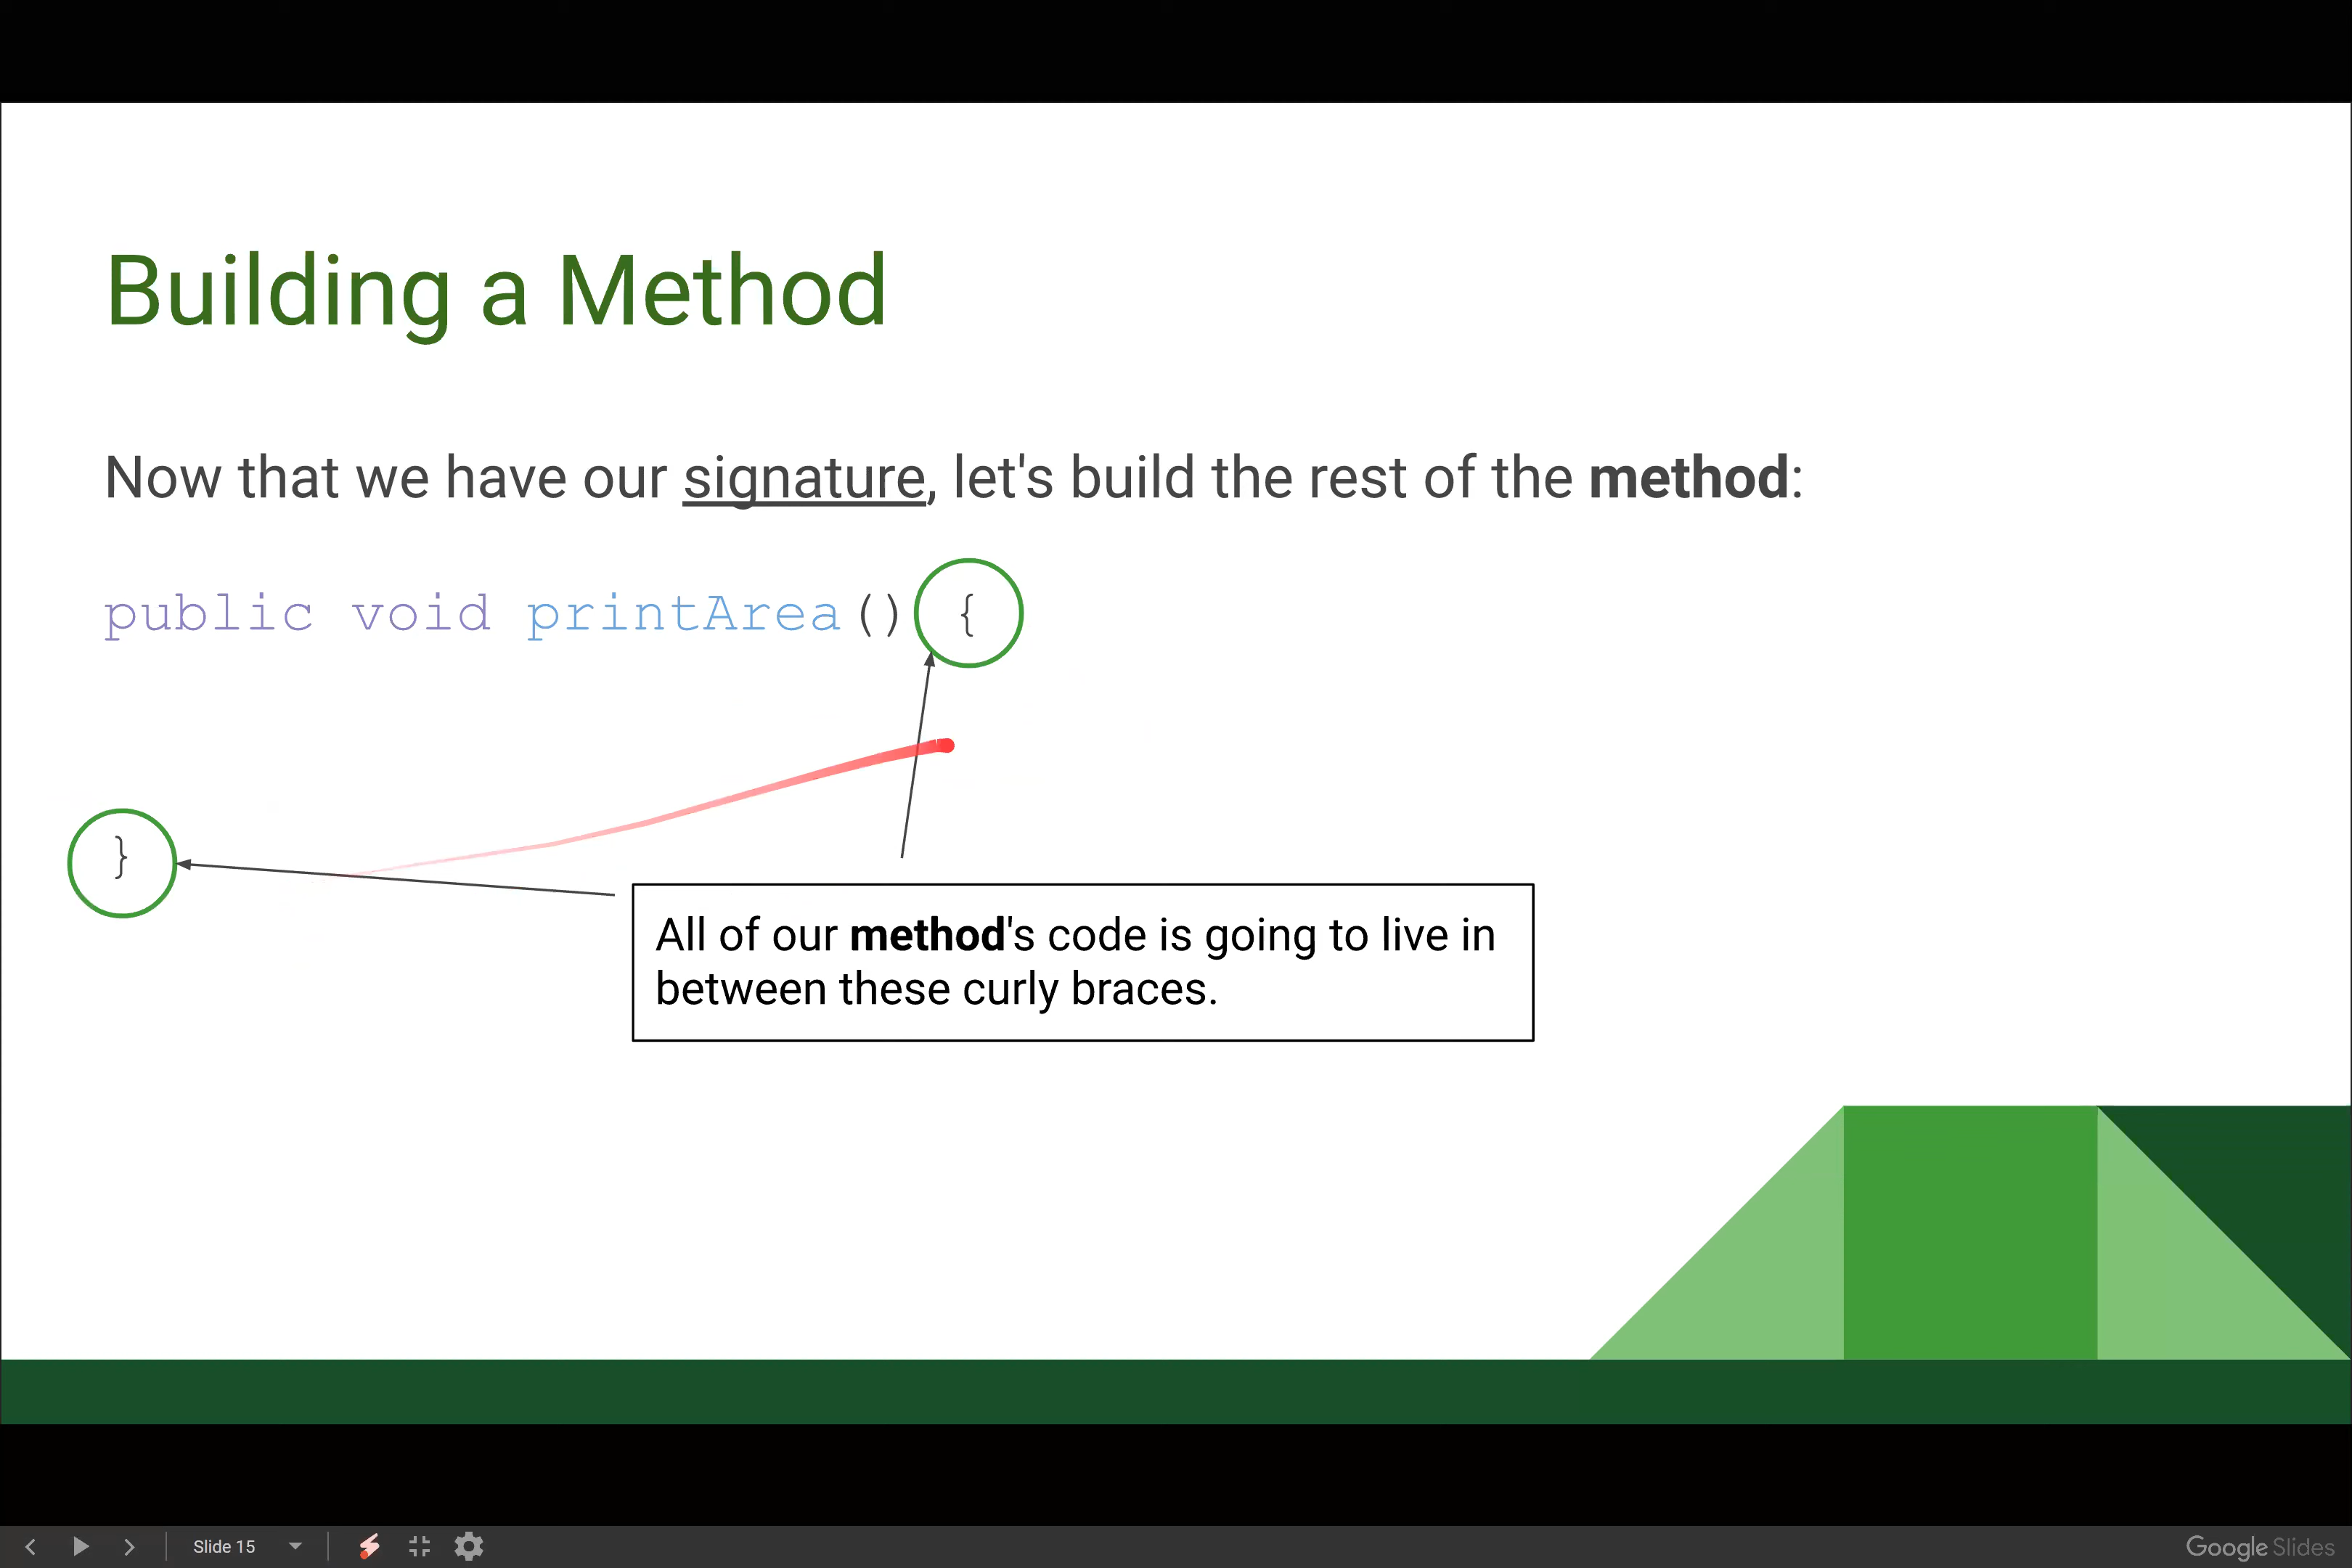 Building a Method
Now that we have our signature, let's build the rest of the method:
public void printArea() {
}
All of our method's code is going to live in
between these curly braces.
Slide 15
Google Slides